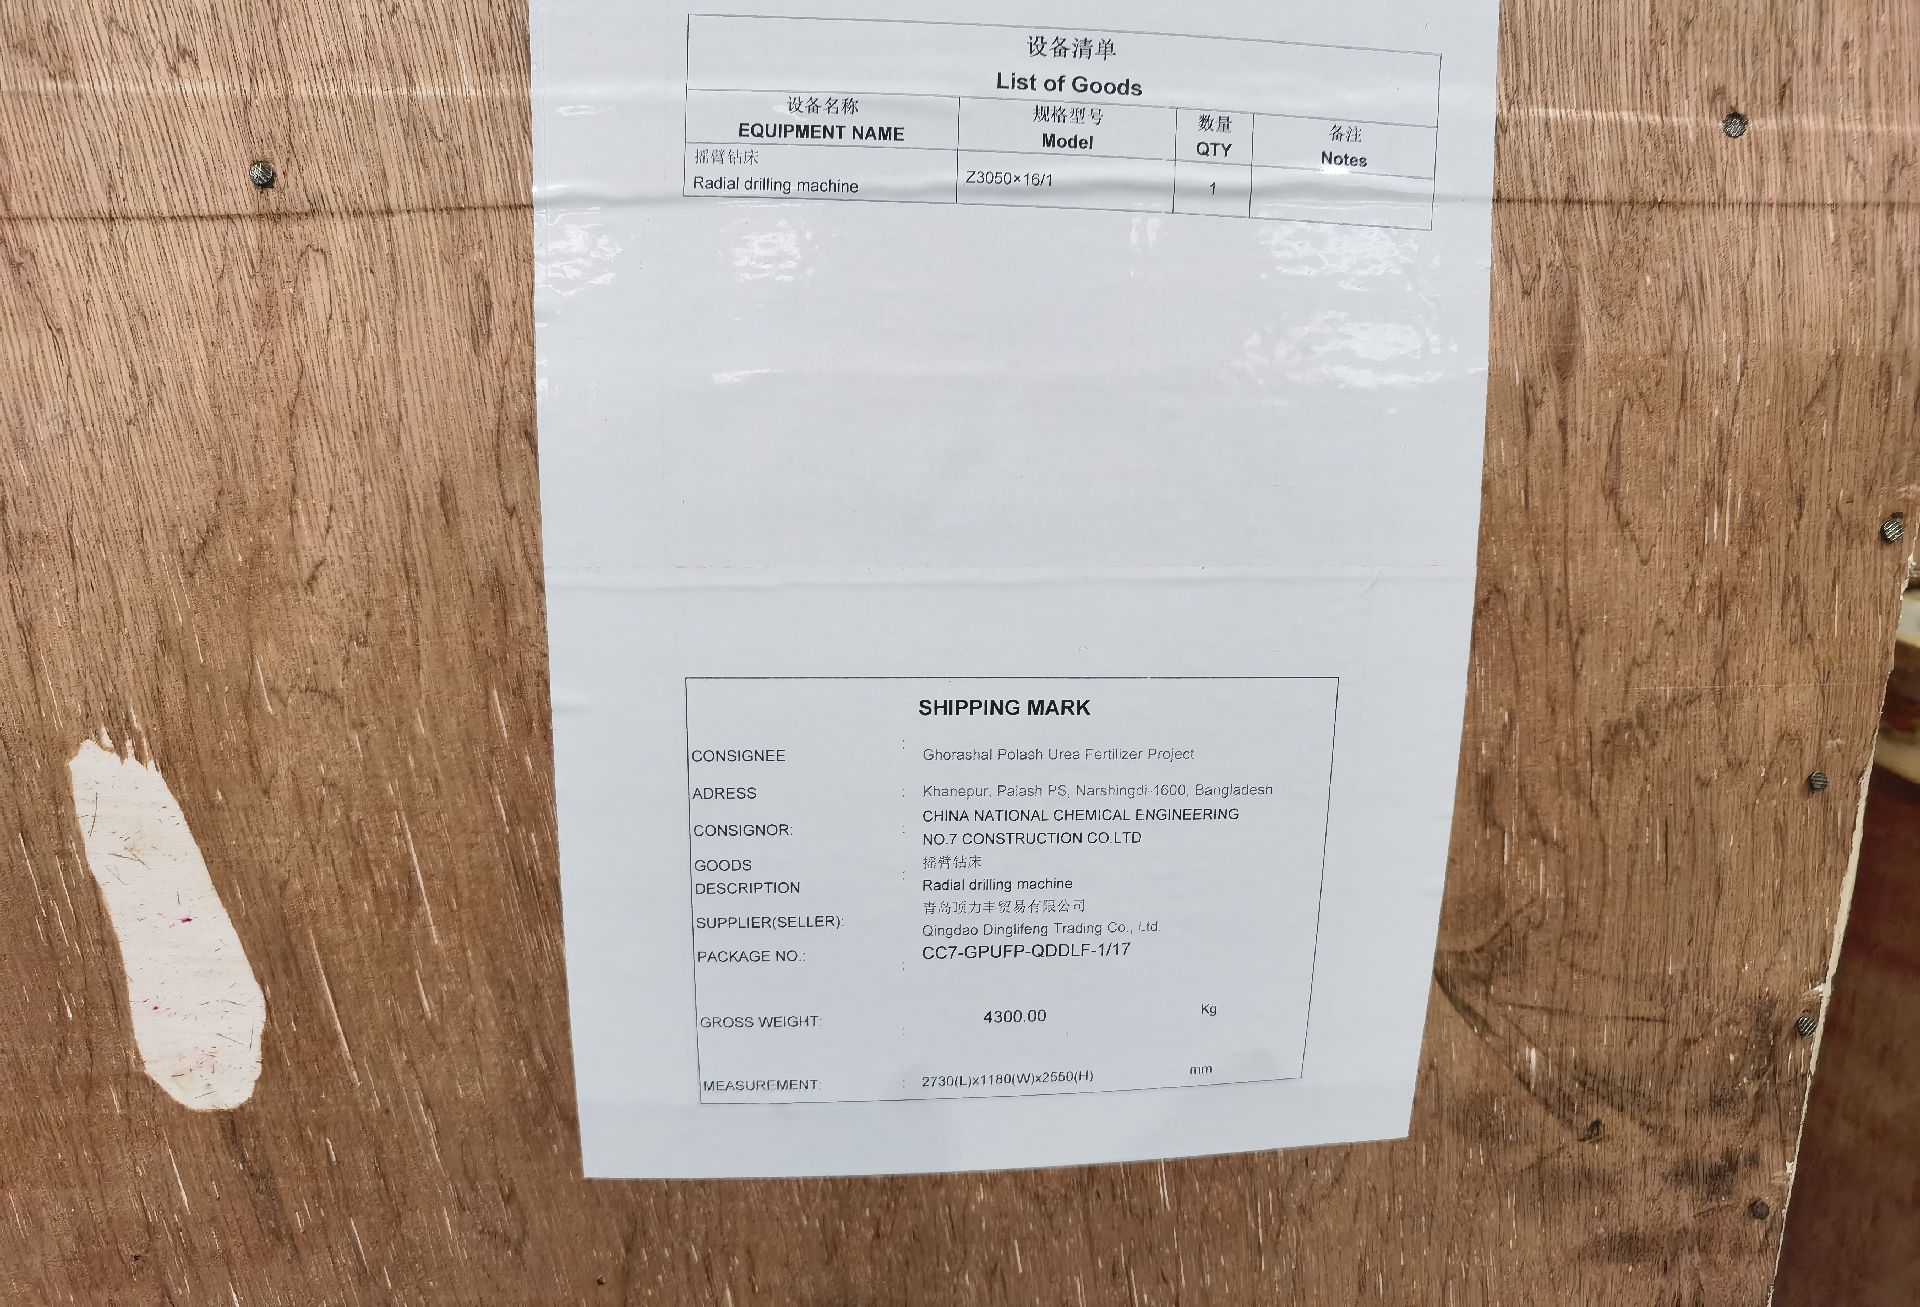 设备清单
List of Goods
设备名称 规格型号 数量 备注
EQUIPMENT NAME Model QTY Notes
摇臂钻床
Radial drilling machine Z3050×16/1 1
SHIPPING MARK
CONSIGNEE : Ghorashal Polash Urea Fertilizer Project
ADRESS : Khanepur, Palash PS, Narshingdi-1600, Bangladesh
CONSIGNOR: : CHINA NATIONAL CHEMICAL ENGINEERING
NO.7 CONSTRUCTION CO.LTD
GOODS 摇臂钻床
DESCRIPTION : Radial drilling machine
青岛顶力丰贸易有限公司
SUPPLIER(SELLER): : Qingdao Dinglifeng Trading Co., Ltd.
PACKAGE NO.: : CC7-GPUFP-QDDLF-1/17
GROSS WEIGHT: : 4300.00 Kg
MEASUREMENT: : 2730(L)x1180(W)x2550(H) mm